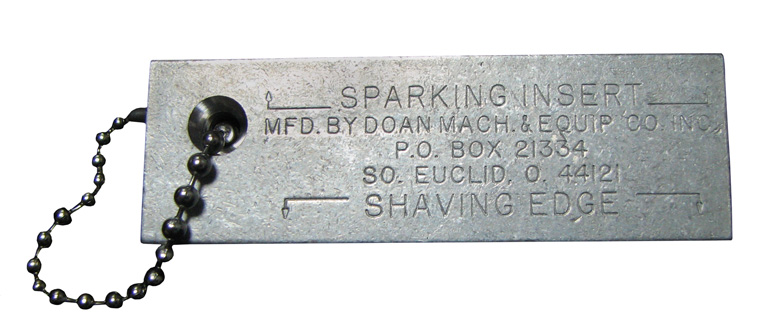 SPARKING INSERT
MFD. BY DOAN MACH. & EQUIP. CO. INC.
P.O. BOX 21334
SO. EUCLID, O. 44121
SHAVING EDGE